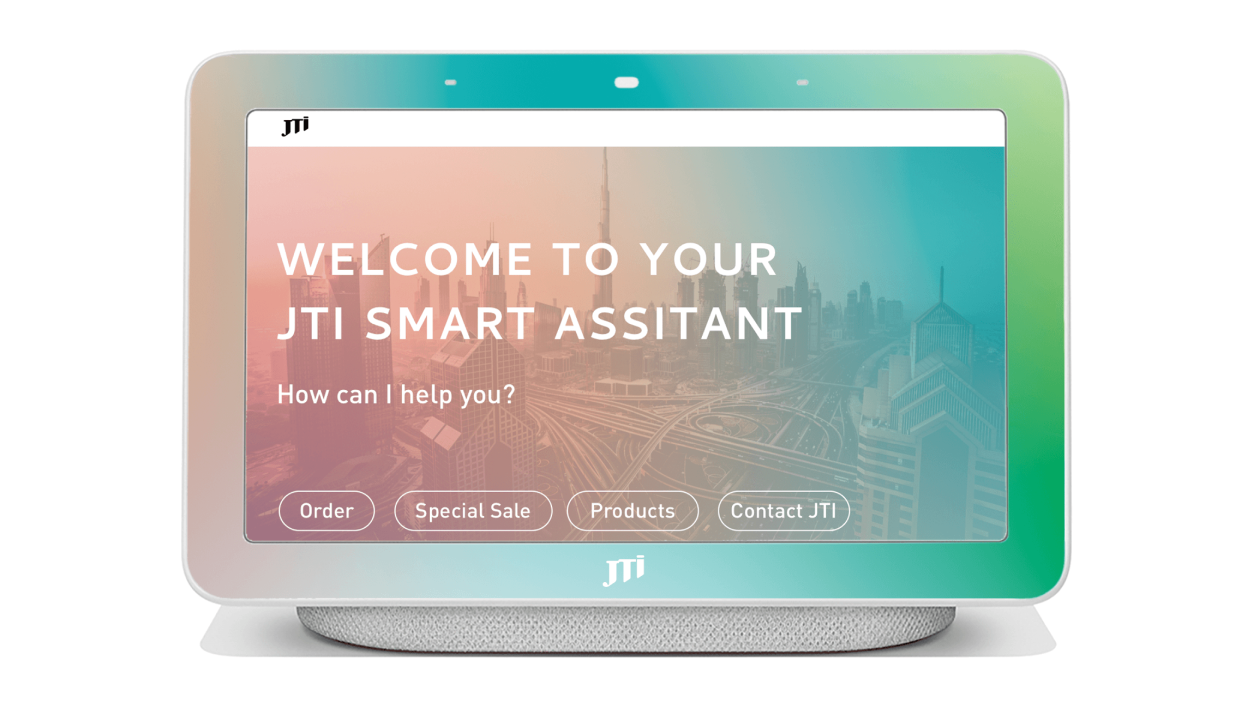 JTI
WELCOME TO YOUR
JTI SMART ASSITANT
How can I help you?
Order
Special Sale
Products
Contact JTI
JTI